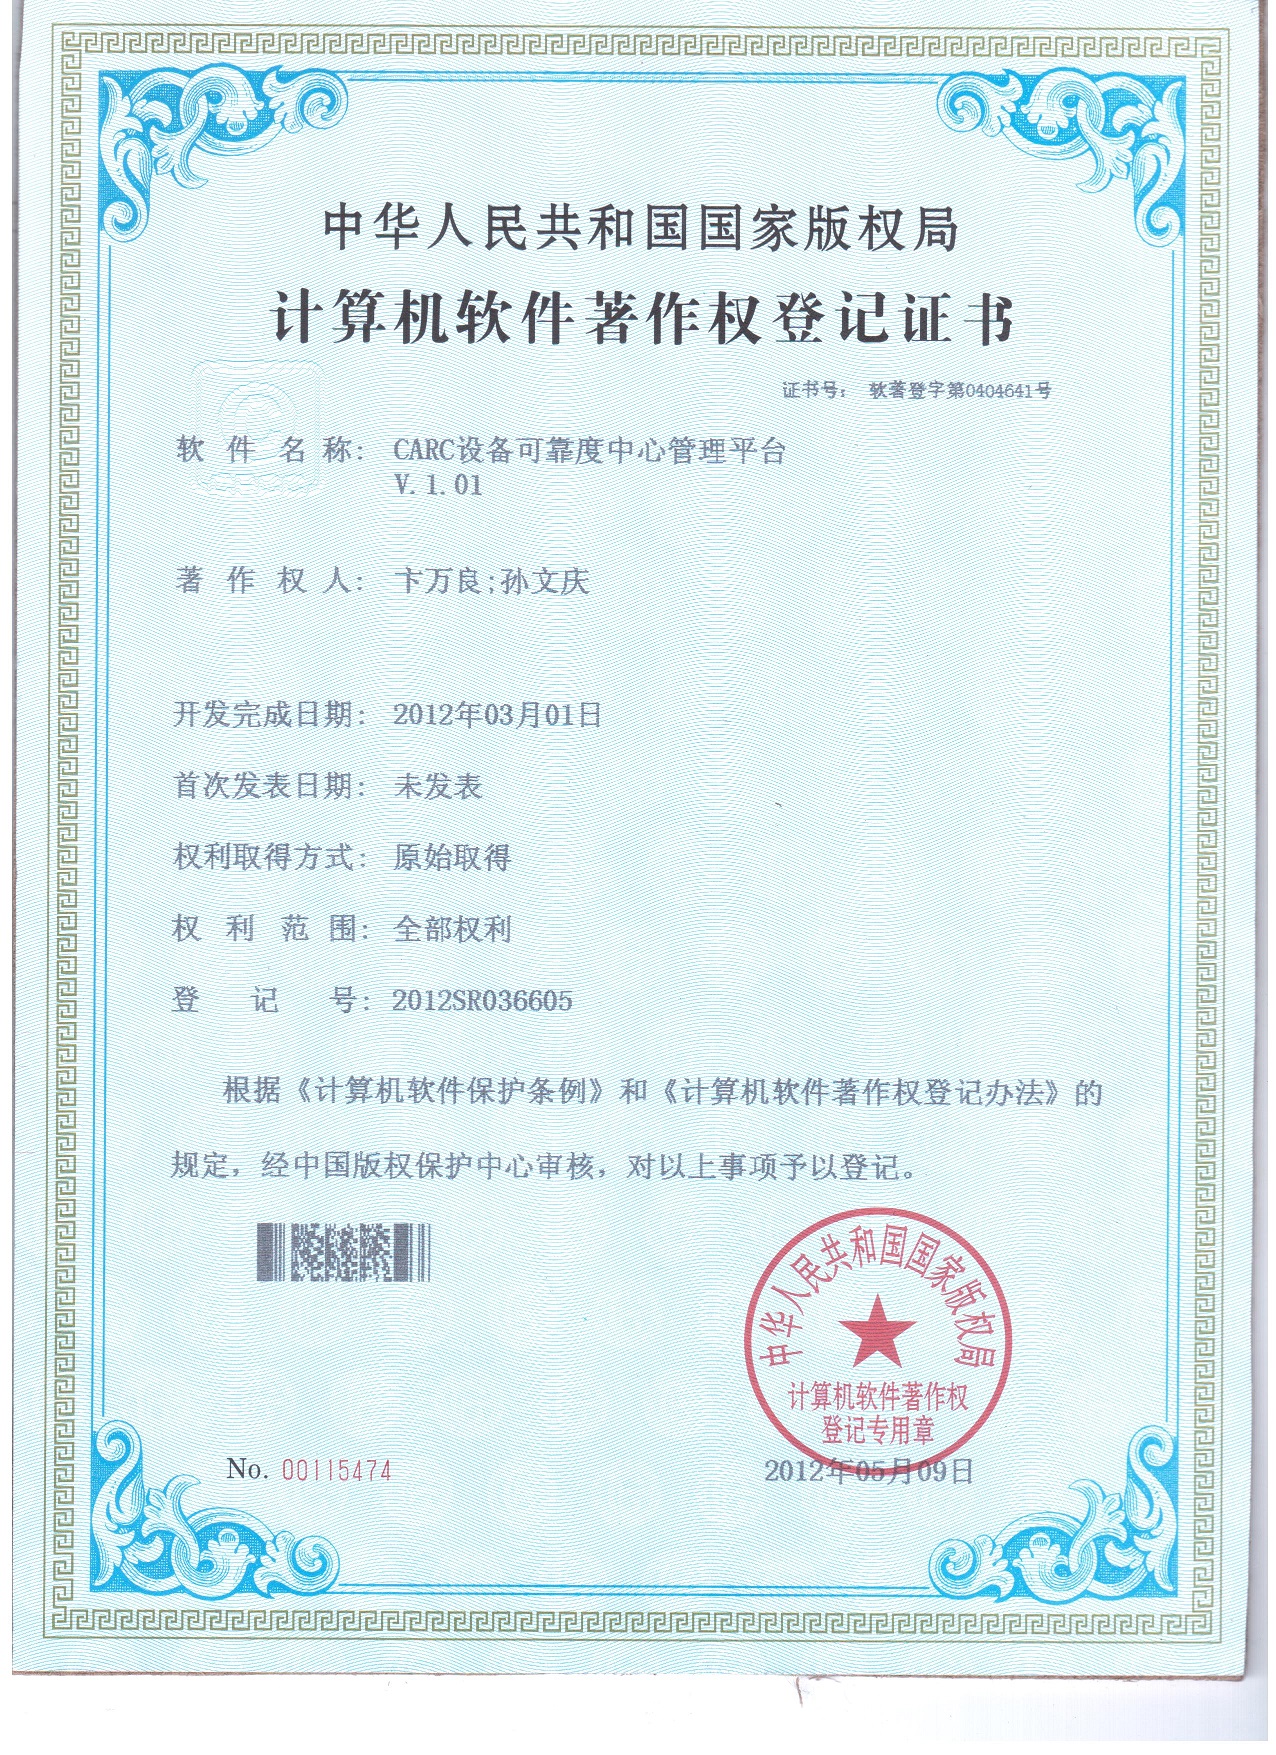 中华人民共和国国家版权局
计算机软件著作权登记证书
证书号： 软著登字第0404641号
软件名称： CARC设备可靠度中心管理平台
V.1.01
著作权人： 卞万良;孙文庆
开发完成日期： 2012年03月01日
首次发表日期： 未发表
权利取得方式： 原始取得
权利范围： 全部权利
登记号： 2012SR036605
根据《计算机软件保护条例》和《计算机软件著作权登记办法》的
规定，经中国版权保护中心审核，对以上事项予以登记。
中华人民共和国国家版权局
计算机软件著作权
登记专用章
No. 00115474
2012年05月09日